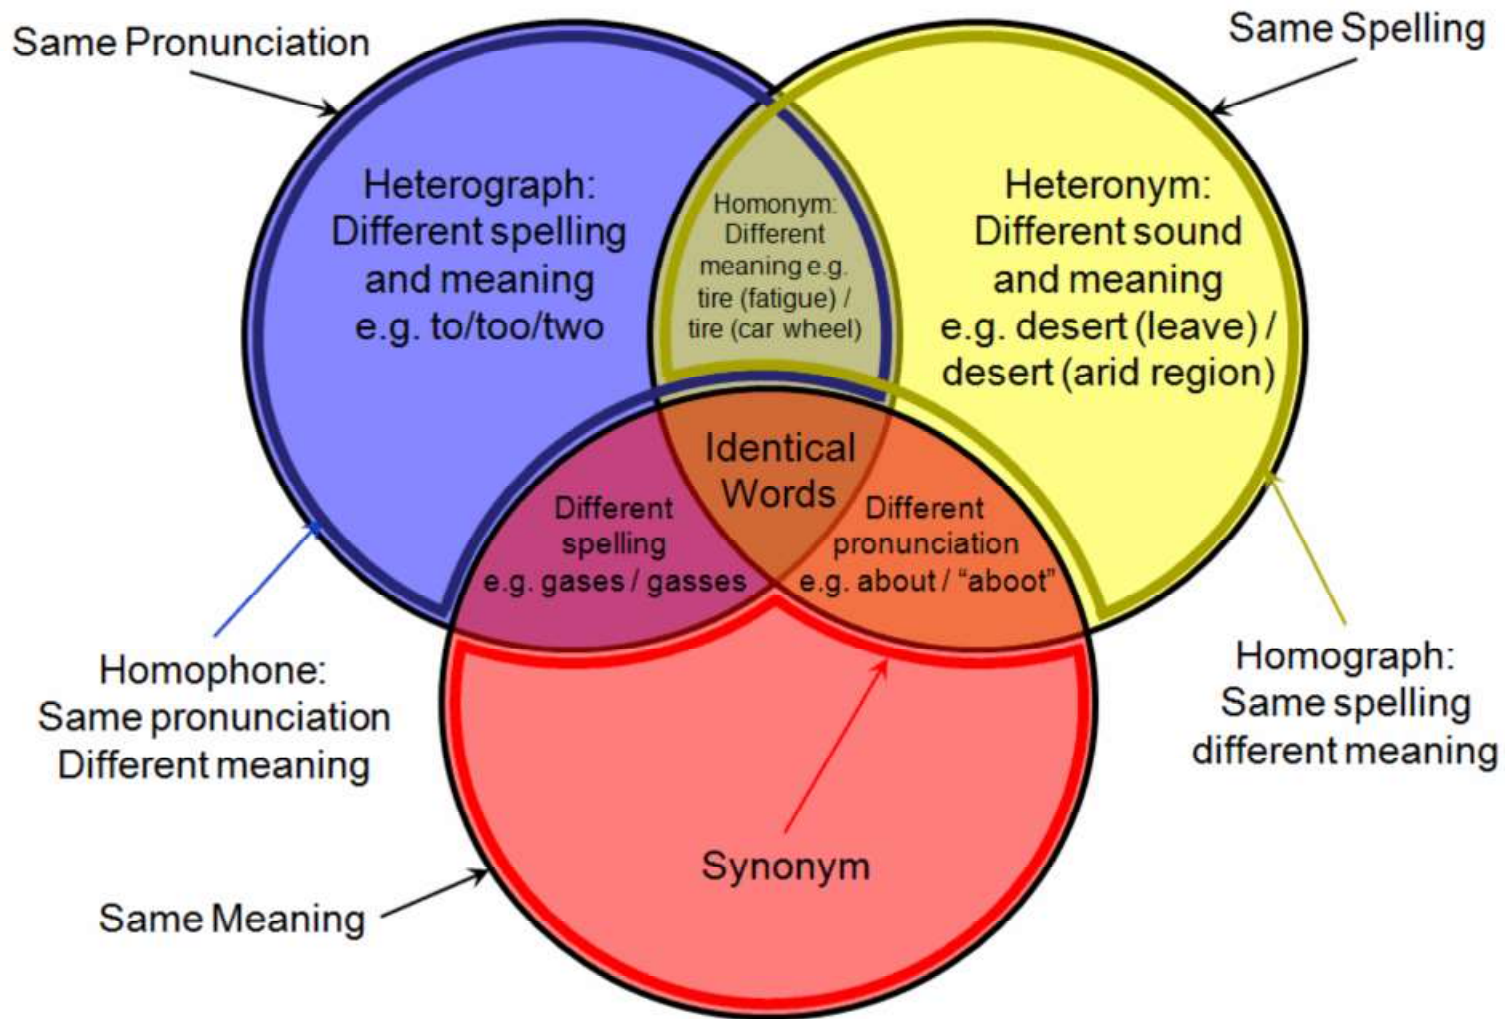 Same Pronunciation
Same Spelling
Heterograph:
Different spelling
and meaning
e.g. to/too/two
Homonym:
Different
meaning e.g.
tire (fatigue) /
tire (car wheel)
Heteronym:
Different sound
and meaning
e.g. desert (leave) /
desert (arid region)
Identical
Words
Different
spelling
e.g. gases / gasses
Different
pronunciation
e.g. about / “aboot”
Homophone:
Same pronunciation
Different meaning
Homograph:
Same spelling
different meaning
Synonym
Same Meaning